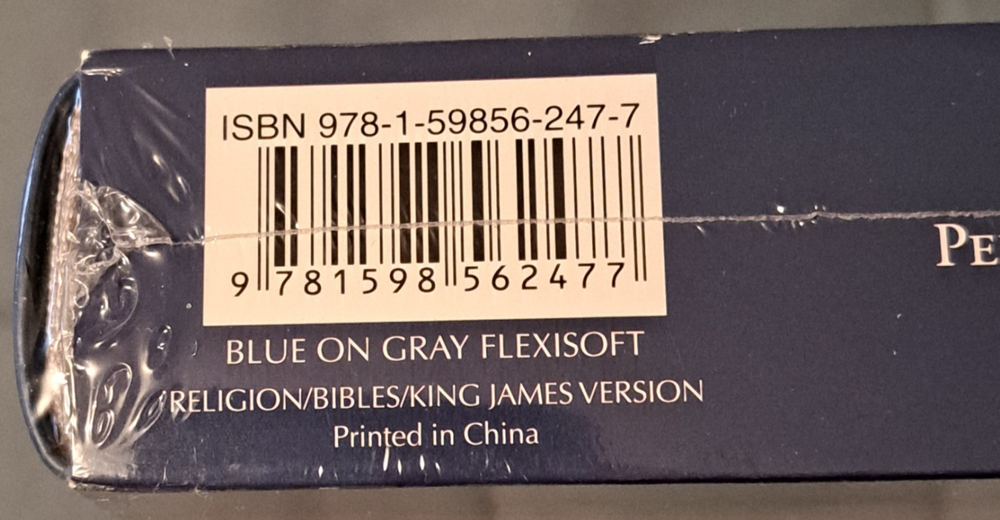 ISBN 978-1-59856-247-7
9 781598 562477
BLUE ON GRAY FLEXISOFT
RELIGION/BIBLES/KING JAMES VERSION
Printed in China